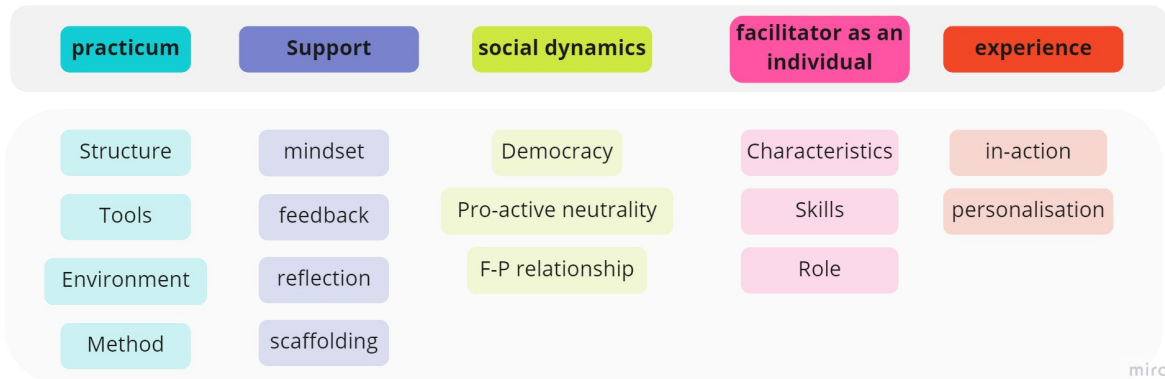 practicum
Support
social dynamics
facilitator as an
individual
experience
Structure
mindset
Democracy
Characteristics
in-action
Tools
feedback
Pro-active neutrality
Skills
personalisation
Environment
reflection
F-P relationship
Role
Method
scaffolding
miro